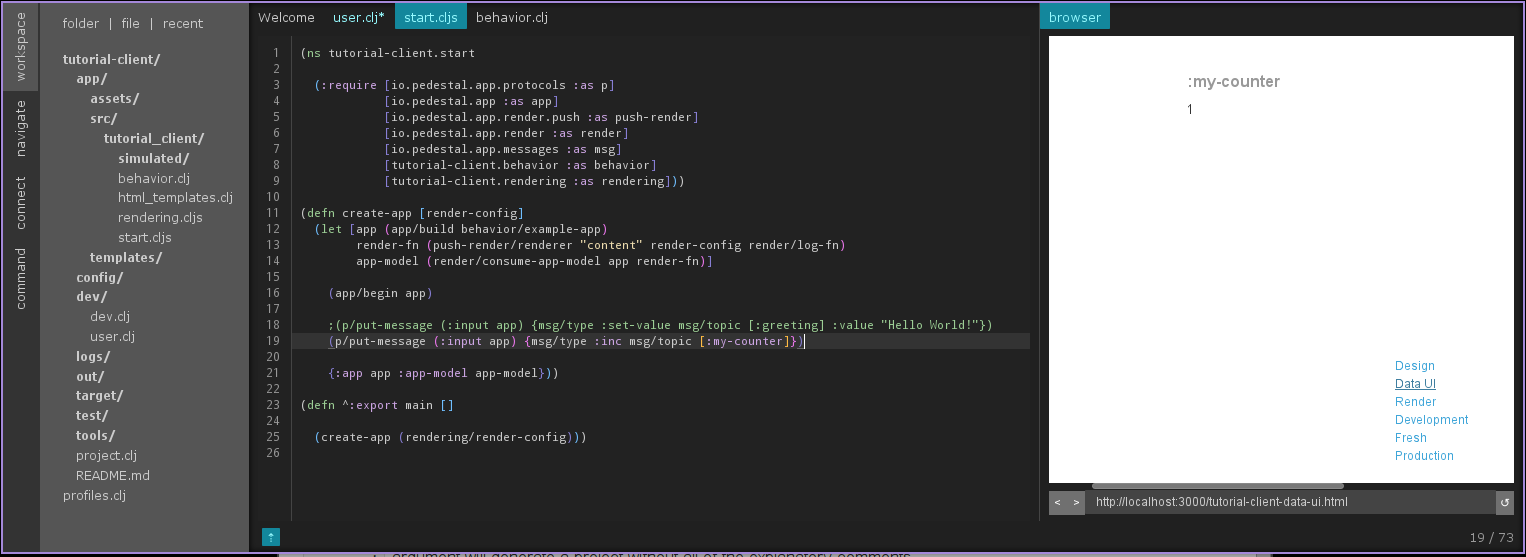 workspace
navigate
connect
command
folder | file | recent
tutorial-client/
app/
assets/
src/
tutorial_client/
simulated/
behavior.clj
html_templates.clj
rendering.cljs
start.cljs
templates/
config/
dev/
dev.clj
user.clj
logs/
out/
target/
test/
tools/
project.clj
README.md
profiles.clj
Welcome user.clj* start.cljs behavior.clj
1 (ns tutorial-client.start
2
3 (:require [io.pedestal.app.protocols :as p]
4 [io.pedestal.app :as app]
5 [io.pedestal.app.render.push :as push-render]
6 [io.pedestal.app.render :as render]
7 [io.pedestal.app.messages :as msg]
8 [tutorial-client.behavior :as behavior]
9 [tutorial-client.rendering :as rendering]))
10
11 (defn create-app [render-config]
12 (let [app (app/build behavior/example-app)
13 render-fn (push-render/renderer "content" render-config render/log-fn)
14 app-model (render/consume-app-model app render-fn)]
15
16 (app/begin app)
17
18 ;(p/put-message (:input app) {msg/type :set-value msg/topic [:greeting] :value "Hello World!"})
19 (p/put-message (:input app) {msg/type :inc msg/topic [:my-counter]})
20
21 {:app app :app-model app-model}))
22
23 (defn ^:export main []
24
25 (create-app (rendering/render-config)))
26
browser
:my-counter
1
Design
Data UI
Render
Development
Fresh
Production
< > http://localhost:3000/tutorial-client-data-ui.html ↺
19 / 73
argument will generate a project without all of the explanatory comments